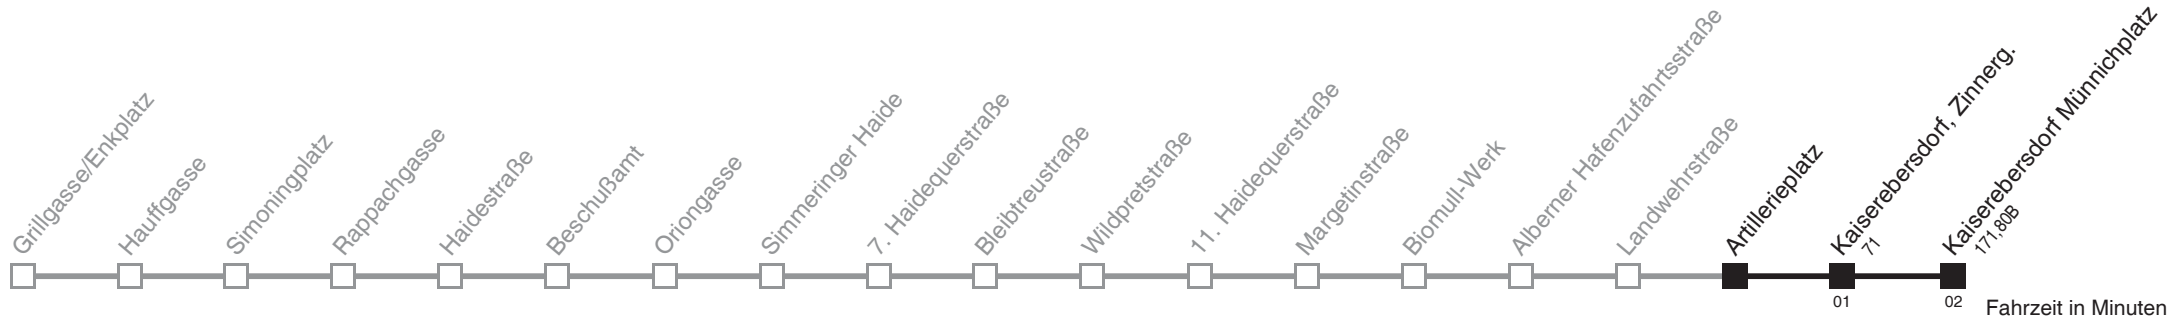 Grillgasse/Enkplatz
Hauffgasse
Simoningplatz
Rappachgasse
Haidestraße
Beschußamt
Oriongasse
Simmeringer Haide
7. Haidequerstraße
Bleibtreustraße
Wildpretstraße
11. Haidequerstraße
Margetinstraße
Biomull-Werk
Alberner Hafenzufahrtsstraße
Landwehrstraße
Artillerieplatz
Kaiserebersdorf, Zinnerg.
71
Kaiserebersdorf Münnichplatz
171,80B
01
02
Fahrzeit in Minuten